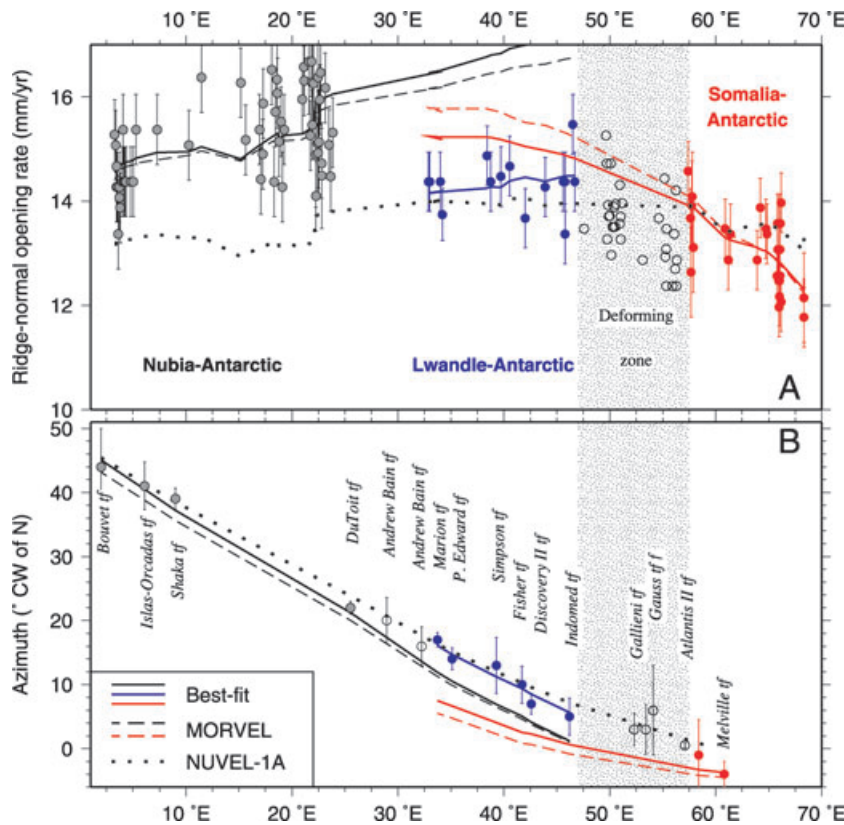 10°E 20°E 30°E 40°E 50°E 60°E 70°E
Ridge-normal opening rate (mm/yr)
16
14
12
10
Somalia-
Antarctic
Nubia-Antarctic
Lwandle-Antarctic
Deforming
zone
A
Azimuth (° CW of N)
50
40
30
20
10
0
B
Bouvet tf
Islas-Orcadas tf
Shaka tf
DuToit tf
Andrew Bain tf
Andrew Bain tf
Marion tf
P. Edward tf
Simpson tf
Fisher tf
Discovery II tf
Indomed tf
Gallieni tf
Gauss tf f
Atlantis II tf
Melville tf
Best-fit
MORVEL
NUVEL-1A
10°E 20°E 30°E 40°E 50°E 60°E 70°E